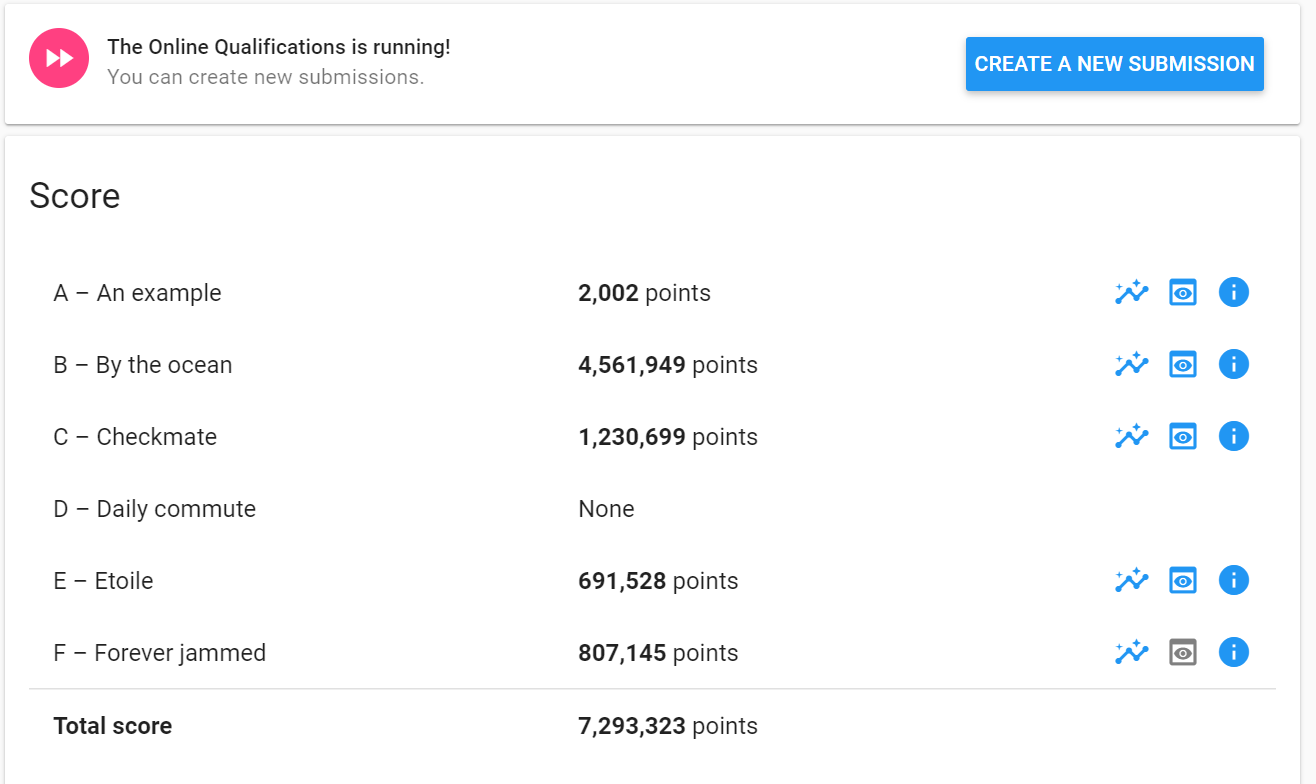 The Online Qualifications is running!
You can create new submissions.
CREATE A NEW SUBMISSION
Score
A – An example 2,002 points
B – By the ocean 4,561,949 points
C – Checkmate 1,230,699 points
D – Daily commute None
E – Etoile 691,528 points
F – Forever jammed 807,145 points
Total score 7,293,323 points